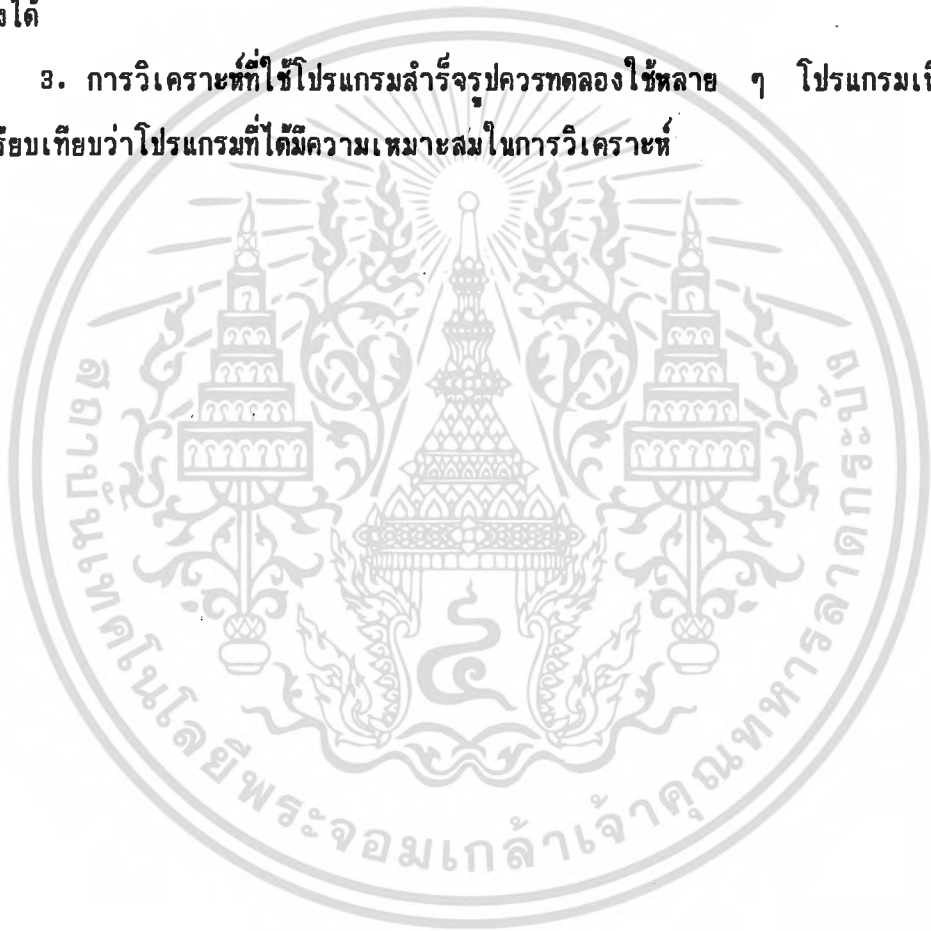 งได้
3. การวิเคราะห์ที่ใช้โปรแกรมสำเร็จรูปควรทดลองใช้หลาย ๆ โปรแกรมเพื่
รียบเทียบว่าโปรแกรมที่ได้มีความเหมาะสมในการวิเคราะห์
สถาบันเทคโนโลยีพระจอมเกล้าเจ้าคุณทหารลาดกระบัง